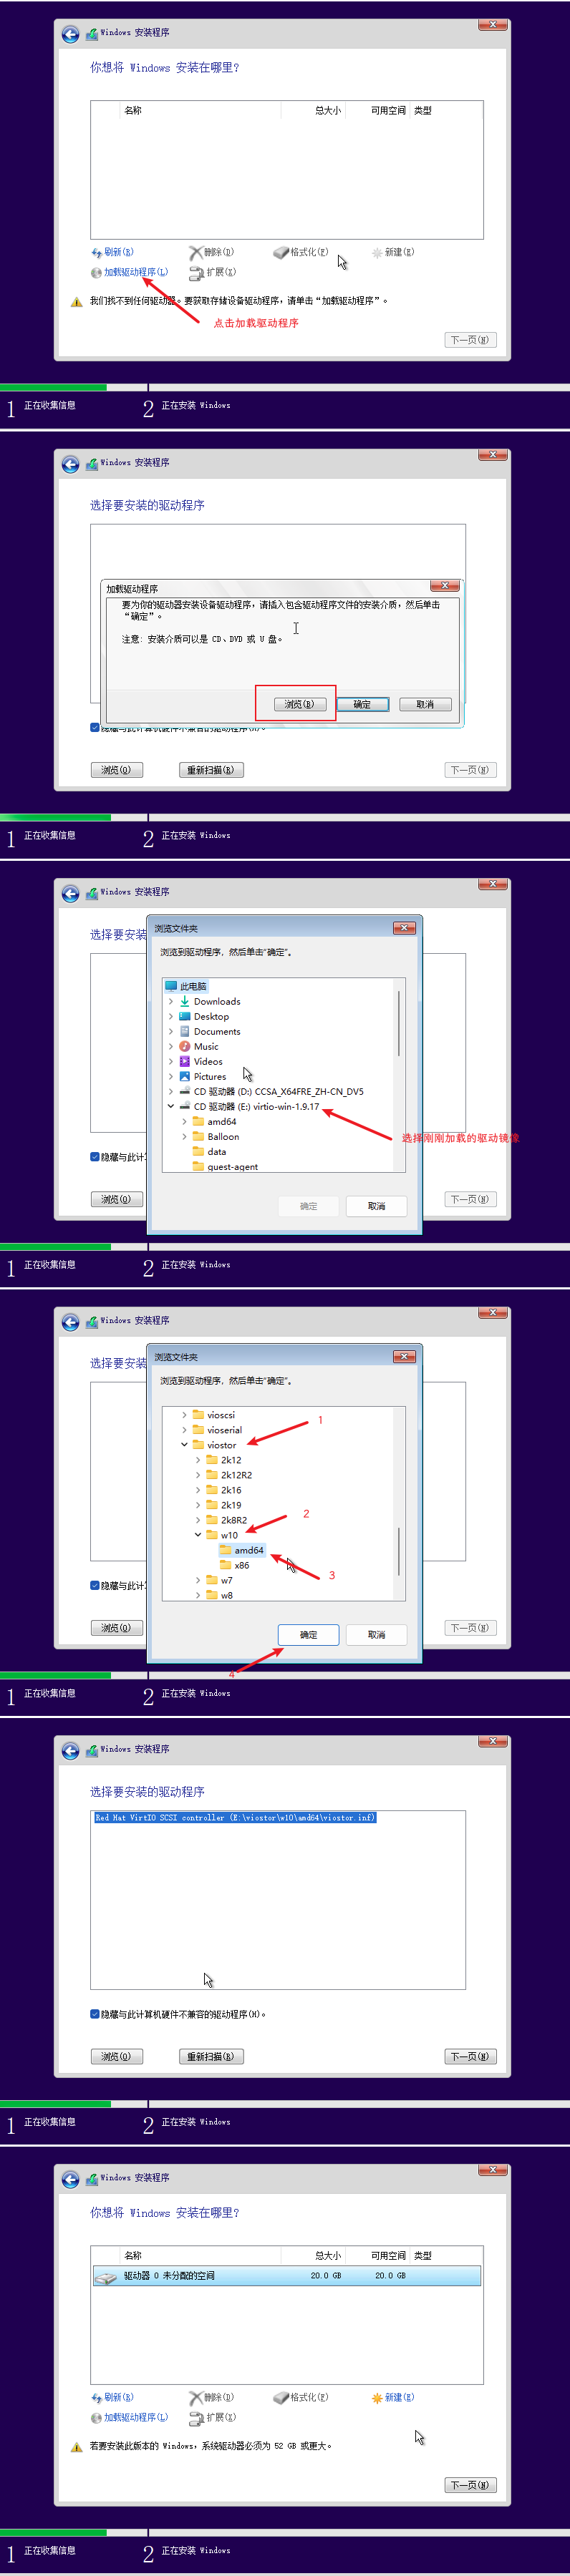 Windows 安装程序
你想将 Windows 安装在哪里?
名称 总大小 可用空间 类型
刷新(R) 删除(D) 格式化(F) 新建(E)
加载驱动程序(L) 扩展(X)
我们找不到任何驱动器。要获取存储设备驱动程序，请单击“加载驱动程序”。
点击加载驱动程序
下一页(N)
1 正在收集信息 2 正在安装 Windows
Windows 安装程序
选择要安装的驱动程序
加载驱动程序
要为你的驱动器安装设备驱动程序，请插入包含驱动程序文件的安装介质，然后单击
“确定”。
注意: 安装介质可以是 CD、DVD 或 U 盘。
浏览(B) 确定 取消
隐藏与此计算机硬件不兼容的驱动程序(H)。
浏览(O) 重新扫描(R) 下一页(N)
1 正在收集信息 2 正在安装 Windows
Windows 安装程序
选择要安装
浏览文件夹
浏览到驱动程序，然后单击“确定”。
此电脑
Downloads
Desktop
Documents
Music
Videos
Pictures
CD 驱动器 (D:) CCSA_X64FRE_ZH-CN_DV5
CD 驱动器 (E:) virtio-win-1.9.17
amd64
选择刚刚加载的驱动镜像
Balloon
data
guest-agent
隐藏与此计
浏览(O) 确定 取消 下一页(N)
1 正在收集信息 2 正在安装 Windows
Windows 安装程序
选择要安装
浏览文件夹
浏览到驱动程序，然后单击“确定”。
vioscsi
1
vioserial
viostor
2k12
2k12R2
2k16
2k19
2
2k8R2
w10
amd64
x86
3
w7
w8
隐藏与此计
浏览(O) 确定 取消 下一页(N)
4
1 正在收集信息 2 正在安装 Windows
Windows 安装程序
选择要安装的驱动程序
Red Hat VirtIO SCSI controller (E:\viostor\w10\amd64\viostor.inf)
隐藏与此计算机硬件不兼容的驱动程序(H)。
浏览(O) 重新扫描(R) 下一页(N)
1 正在收集信息 2 正在安装 Windows
Windows 安装程序
你想将 Windows 安装在哪里?
名称 总大小 可用空间 类型
驱动器 0 未分配的空间 20.0 GB 20.0 GB
刷新(R) 删除(D) 格式化(F) 新建(E)
加载驱动程序(L) 扩展(X)
若要安装此版本的 Windows，系统驱动器必须为 52 GB 或更大。
下一页(N)
1 正在收集信息 2 正在安装 Windows